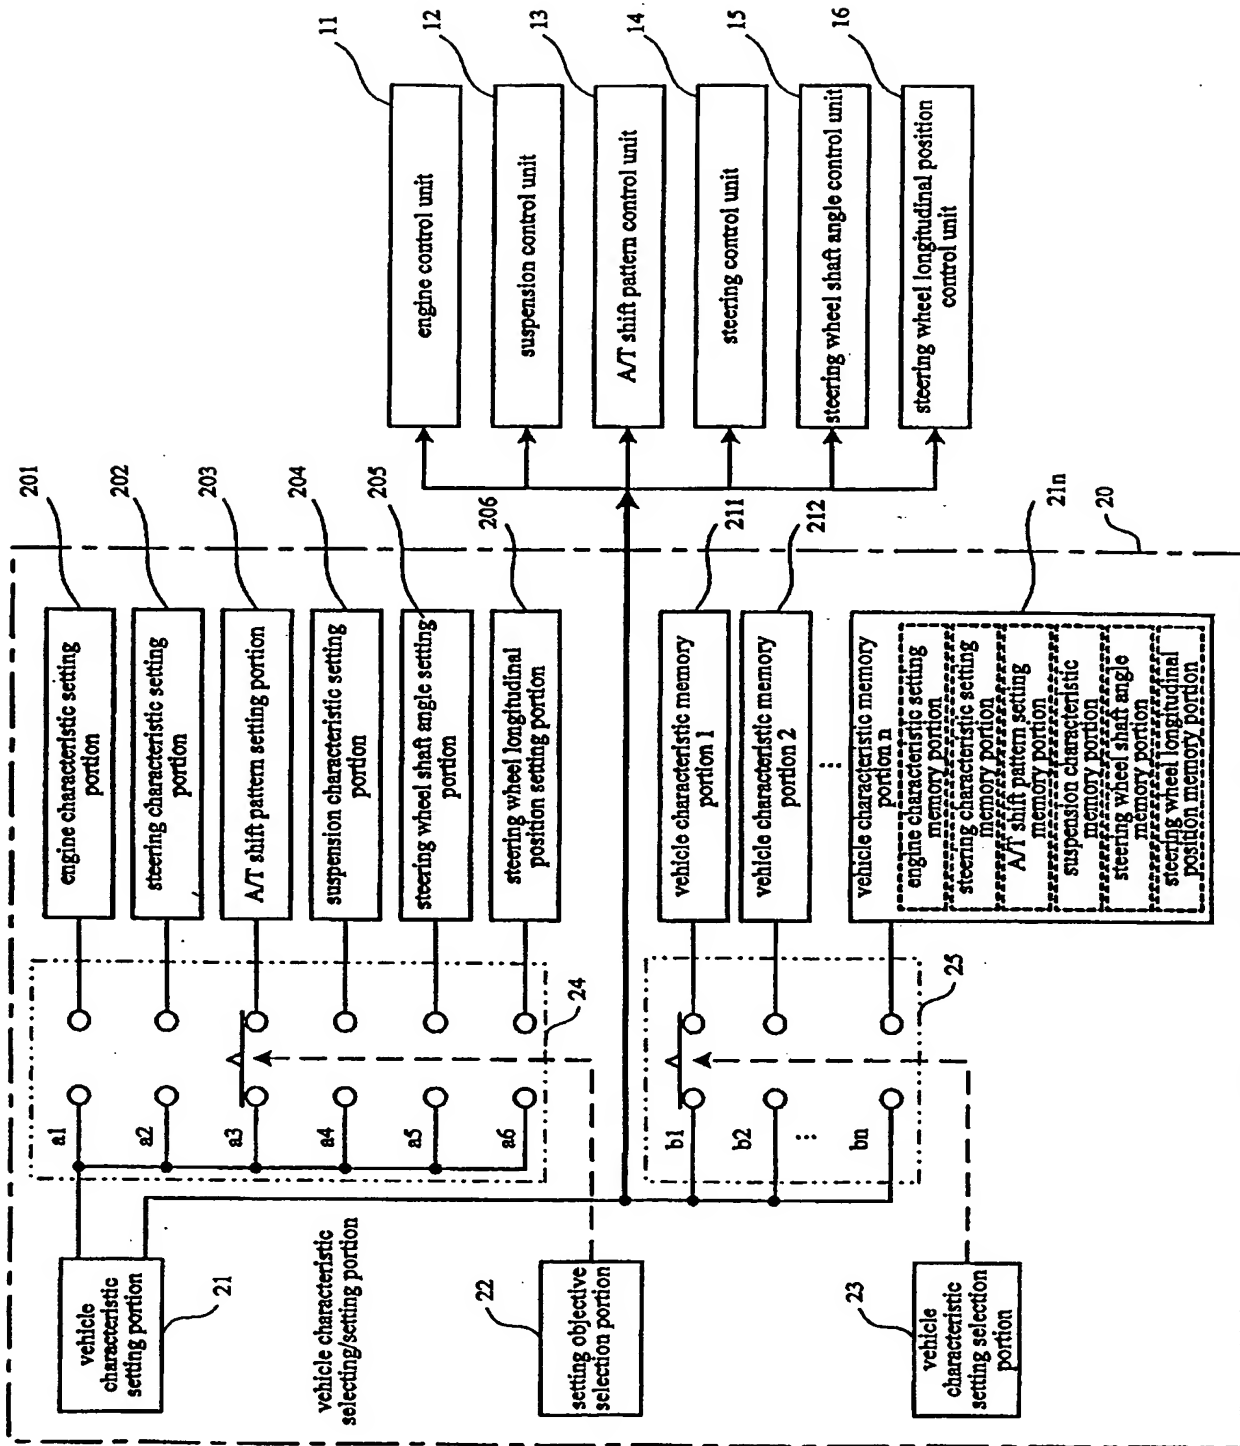 vehicle
characteristic
setting portion
21
vehicle characteristic
selecting/setting portion
22
setting objective
selection portion
23
vehicle
characteristic
setting selection
portion
a1
a2
a3
a4
a5
a6
24
b1
b2
...
bn
25
engine characteristic setting
portion
201
steering characteristic setting
portion
202
A/T shift pattern setting portion
203
suspension characteristic setting
portion
204
steering wheel shaft angle setting
portion
205
steering wheel longitudinal
position setting portion
206
vehicle characteristic memory
portion 1
211
vehicle characteristic memory
portion 2
212
...
vehicle characteristic memory
portion n
engine characteristic setting
memory portion
steering characteristic setting
memory portion
A/T shift pattern setting
memory portion
suspension characteristic
memory portion
steering wheel shaft angle
memory portion
steering wheel longitudinal
position memory portion
21n
20
engine control unit
11
suspension control unit
12
A/T shift pattern control unit
13
steering control unit
14
steering wheel shaft angle control unit
15
steering wheel longitudinal position
control unit
16